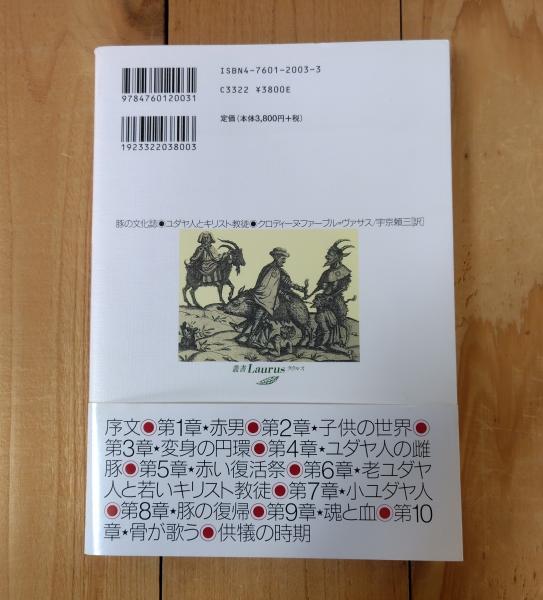 ISBN4-7601-2003-3
C3322 ¥3800E
定価（本体3,800円+税）
9784760120031
1923322038003
豚の文化誌●ユダヤ人とキリスト教徒●クロディーヌ・ファーブル=ヴァサス/宇京頼三[訳]
叢書Laurusラウルス
序文●第1章★赤男●第2章★子供の世界●
第3章★変身の円環●第4章★ユダヤ人の雌
豚●第5章★赤い復活祭●第6章★老ユダヤ
人と若いキリスト教徒●第7章★小ユダヤ人
●第8章★豚の復帰●第9章★魂と血●第10
章★骨が歌う●供犠の時期